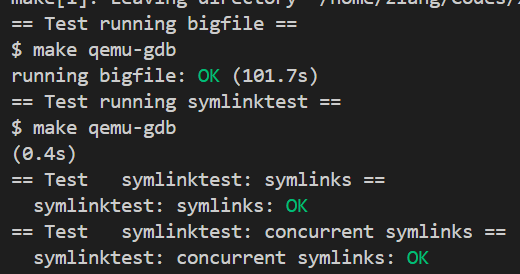 make[1]: Leaving directory '/home/ziang/Codes/
== Test running bigfile ==
$ make qemu-gdb
running bigfile: OK (101.7s)
== Test running symlinktest ==
$ make qemu-gdb
(0.4s)
== Test   symlinktest: symlinks ==
  symlinktest: symlinks: OK
== Test   symlinktest: concurrent symlinks ==
  symlinktest: concurrent symlinks: OK